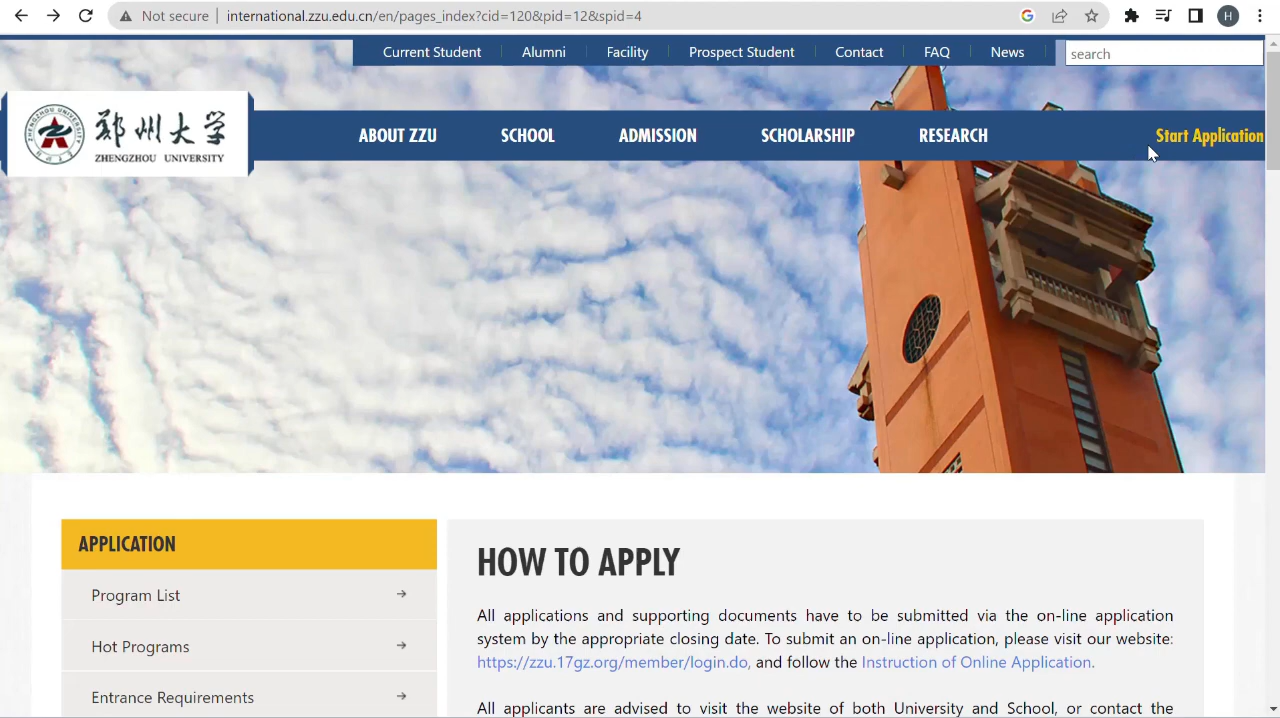 Not secure
international.zzu.edu.cn/en/pages_index?cid=120&pid=12&spid=4
H
Current Student
Alumni
Facility
Prospect Student
Contact
FAQ
News
search
ZHENGZHOU UNIVERSITY
郑州大学
ZHENGZHOU UNIVERSITY
ABOUT ZZU
SCHOOL
ADMISSION
SCHOLARSHIP
RESEARCH
Start Application
APPLICATION
Program List
Hot Programs
Entrance Requirements
HOW TO APPLY
All applications and supporting documents have to be submitted via the on-line application
system by the appropriate closing date. To submit an on-line application, please visit our website:
https://zzu.17gz.org/member/login.do, and follow the Instruction of Online Application.
All applicants are advised to visit the website of both University and School, or contact the